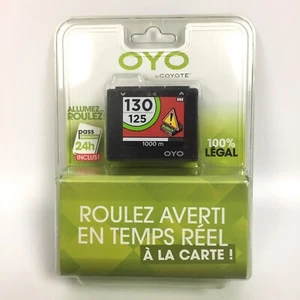 OYO
by COYOTE
ALLUMEZ,
ROULEZ
pass
24h
INCLUS!
130
125
1000 m
OYO
100%
LÉGAL
ROULEZ AVERTI
EN TEMPS RÉEL
À LA CARTE !